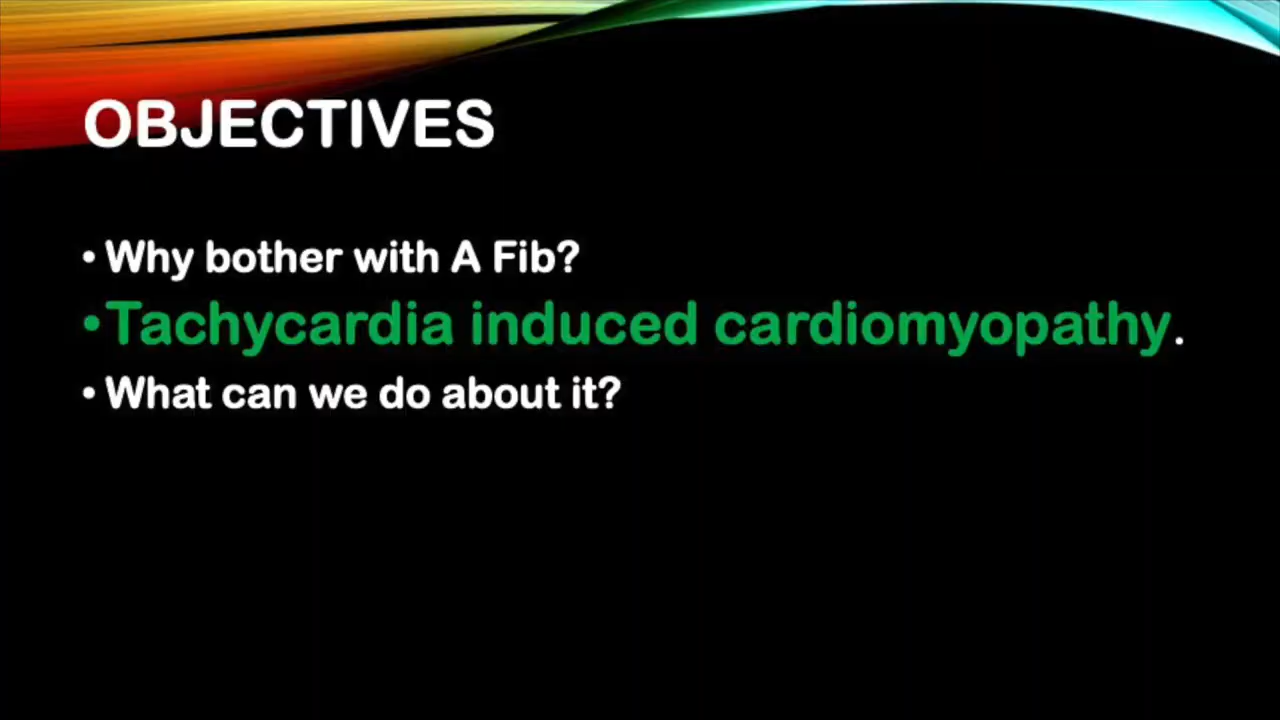 OBJECTIVES
• Why bother with A Fib?
• Tachycardia induced cardiomyopathy.
• What can we do about it?